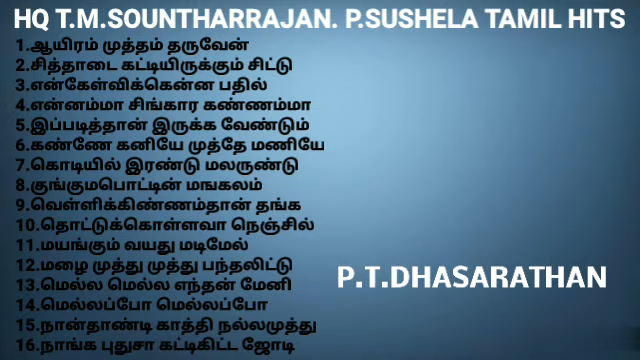 HQ T.M.SOUNTHARRAJAN. P.SUSHELA TAMIL HITS
1.ஆயிரம் முத்தம் தருவேன்
2.சித்தாடை கட்டியிருக்கும் சிட்டு
3.என்கேள்விக்கென்ன பதில்
4.என்னம்மா சிங்கார கண்ணம்மா
5.இப்படித்தான் இருக்க வேண்டும்
6.கண்ணே கனியே முத்தே மணியே
7.கொடியில் இரண்டு மலருண்டு
8.குங்குமபொட்டின் மஙகலம்
9.வெள்ளிக்கிண்ணம்தான் தங்க
10.தொட்டுக்கொள்ளவா நெஞ்சில்
11.மயங்கும் வயது மடிமேல்
12.மழை முத்து முத்து பந்தலிட்டு
13.மெல்ல மெல்ல எந்தன் மேனி
14.மெல்லப்போ மெல்லப்போ
15.நான்தாண்டி காத்தி நல்லமுத்து
16.நாங்க புதுசா கட்டிகிட்ட ஜோடி
P.T.DHASARATHAN